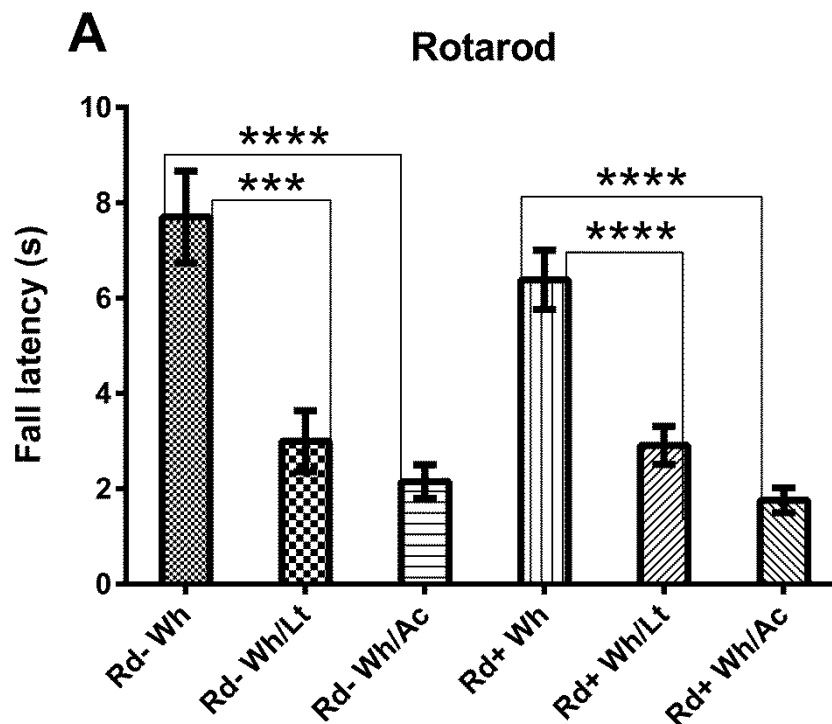 A
Rotarod
Fall latency (s)
10
8
6
4
2
0
****
***
****
****
Rd- Wh
Rd- Wh/Lt
Rd- Wh/Ac
Rd+ Wh
Rd+ Wh/Lt
Rd+ Wh/Ac